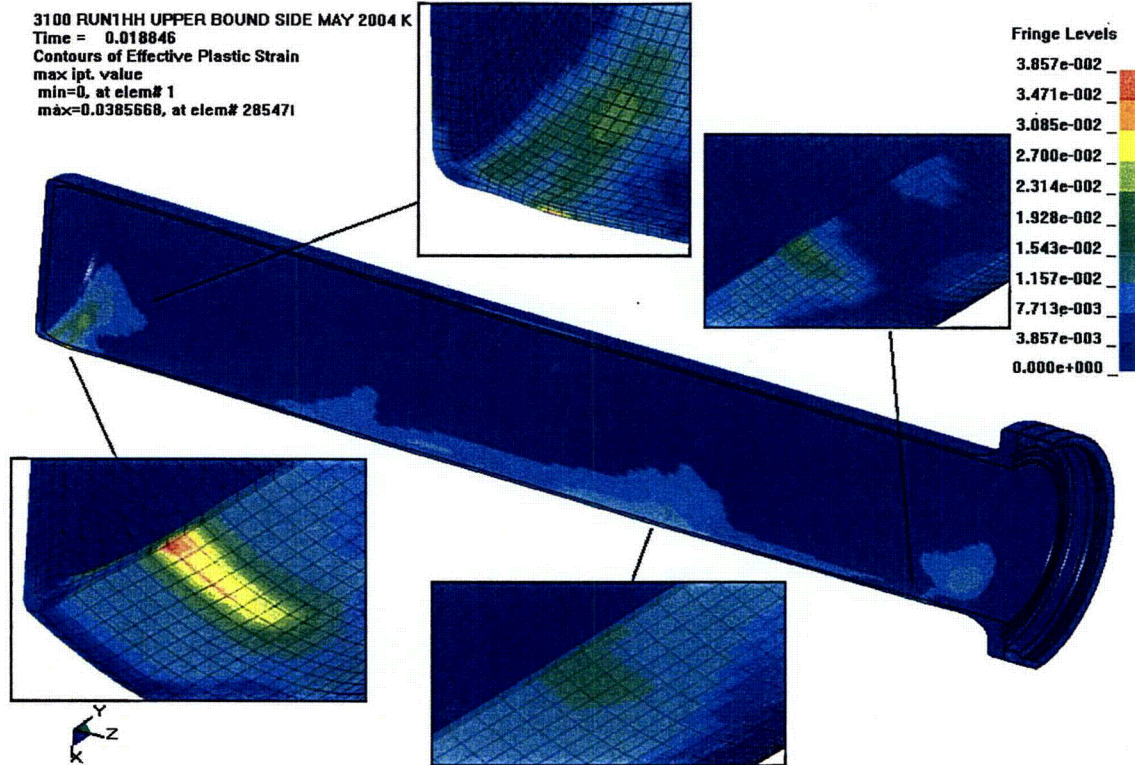 3100 RUN1HH UPPER BOUND SIDE MAY 2004 K
Time = 0.018846
Contours of Effective Plastic Strain
max ipt. value
min=0, at elem# 1
max=0.0385668, at elem# 285471
Fringe Levels
3.857e-002
3.471e-002
3.085e-002
2.700e-002
2.314e-002
1.928e-002
1.543e-002
1.157e-002
7.713e-003
3.857e-003
0.000e+000
Y
Z
X